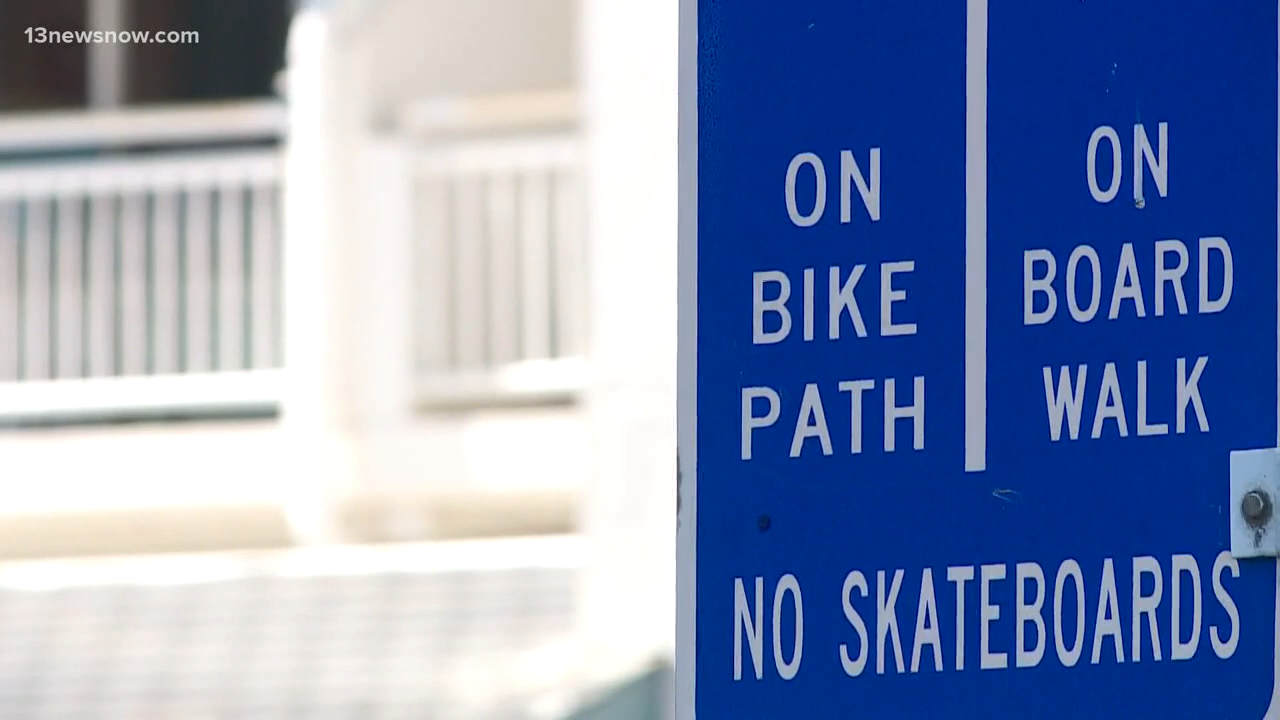 13newsnow.com
ON
BIKE
PATH
ON
BOARD
WALK
NO SKATEBOARDS